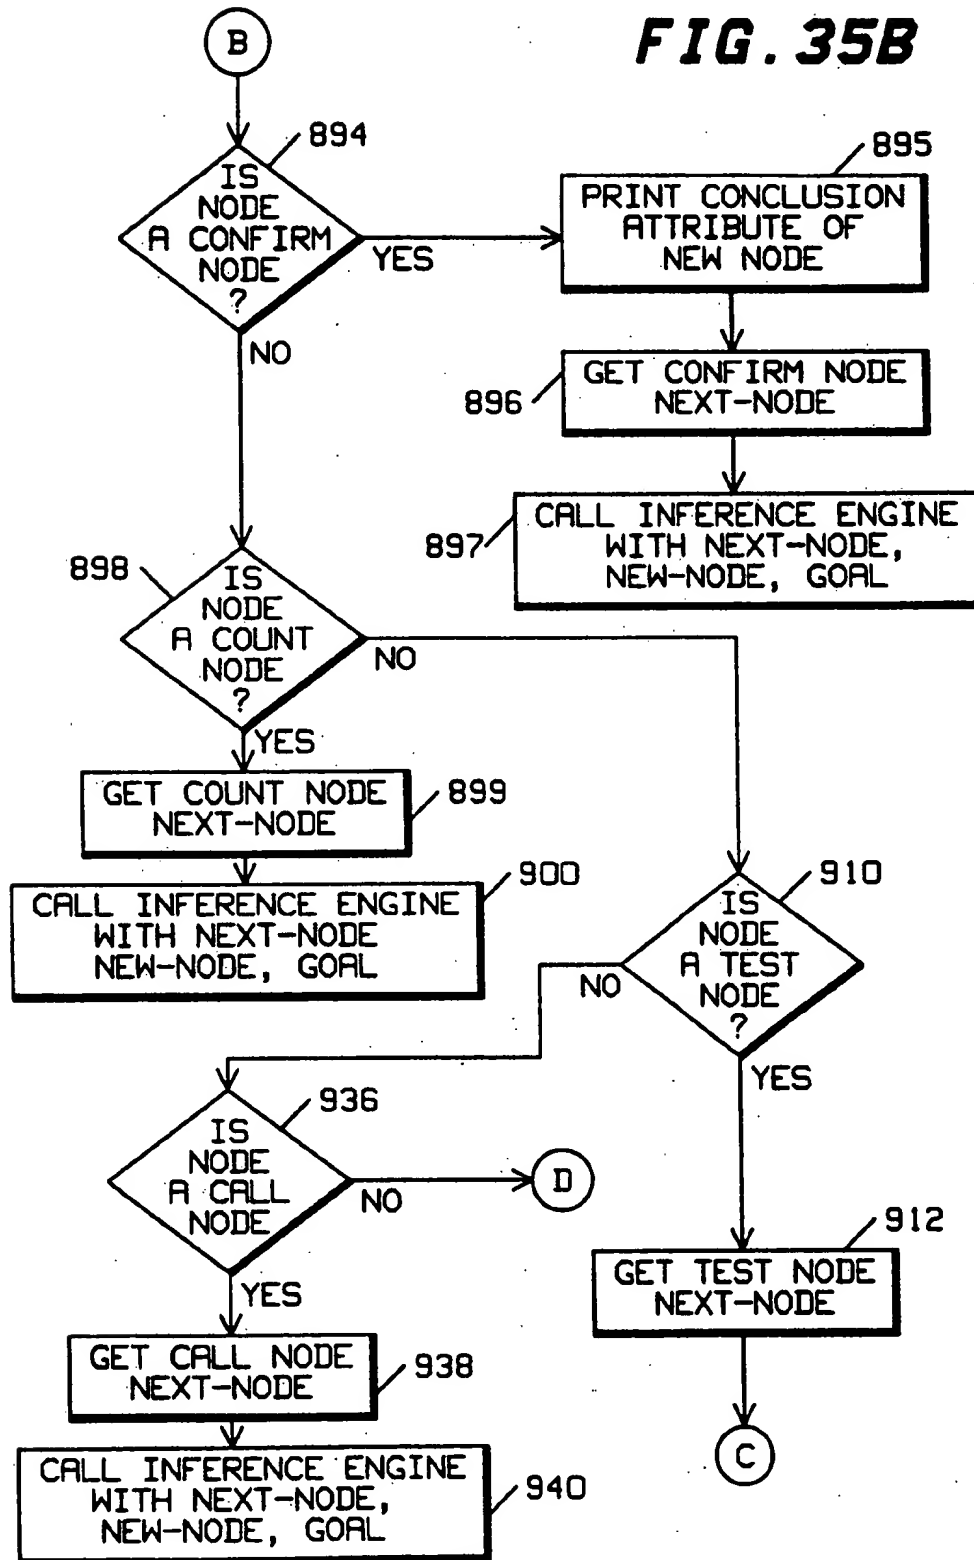 FIG. 35B
B
894
IS
NODE
A CONFIRM
NODE
?
YES
NO
895
PRINT CONCLUSION
ATTRIBUTE OF
NEW NODE
896
GET CONFIRM NODE
NEXT-NODE
897
CALL INFERENCE ENGINE
WITH NEXT-NODE,
NEW-NODE, GOAL
898
IS
NODE
A COUNT
NODE
?
NO
YES
GET COUNT NODE
NEXT-NODE
899
CALL INFERENCE ENGINE
WITH NEXT-NODE
NEW-NODE, GOAL
900
910
IS
NODE
A TEST
NODE
?
NO
YES
936
IS
NODE
A CALL
NODE
NO
D
YES
912
GET TEST NODE
NEXT-NODE
C
GET CALL NODE
NEXT-NODE
938
CALL INFERENCE ENGINE
WITH NEXT-NODE,
NEW-NODE, GOAL
940